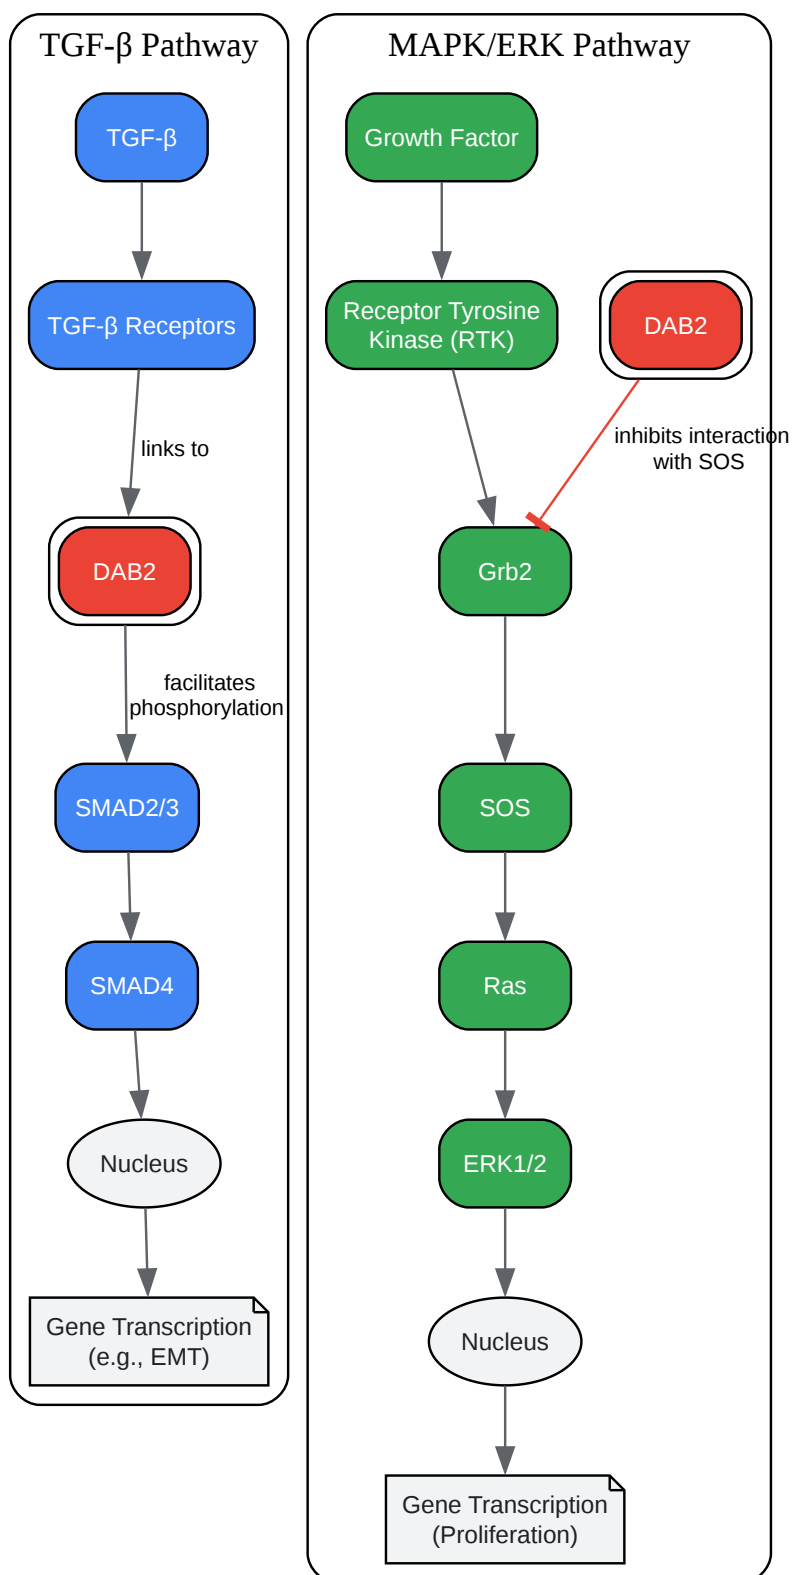 TGF-β Pathway
TGF-β
TGF-β Receptors
links to
DAB2
facilitates
phosphorylation
SMAD2/3
SMAD4
Nucleus
Gene Transcription
(e.g., EMT)
MAPK/ERK Pathway
Growth Factor
Receptor Tyrosine
Kinase (RTK)
DAB2
inhibits interaction
with SOS
Grb2
SOS
Ras
ERK1/2
Nucleus
Gene Transcription
(Proliferation)